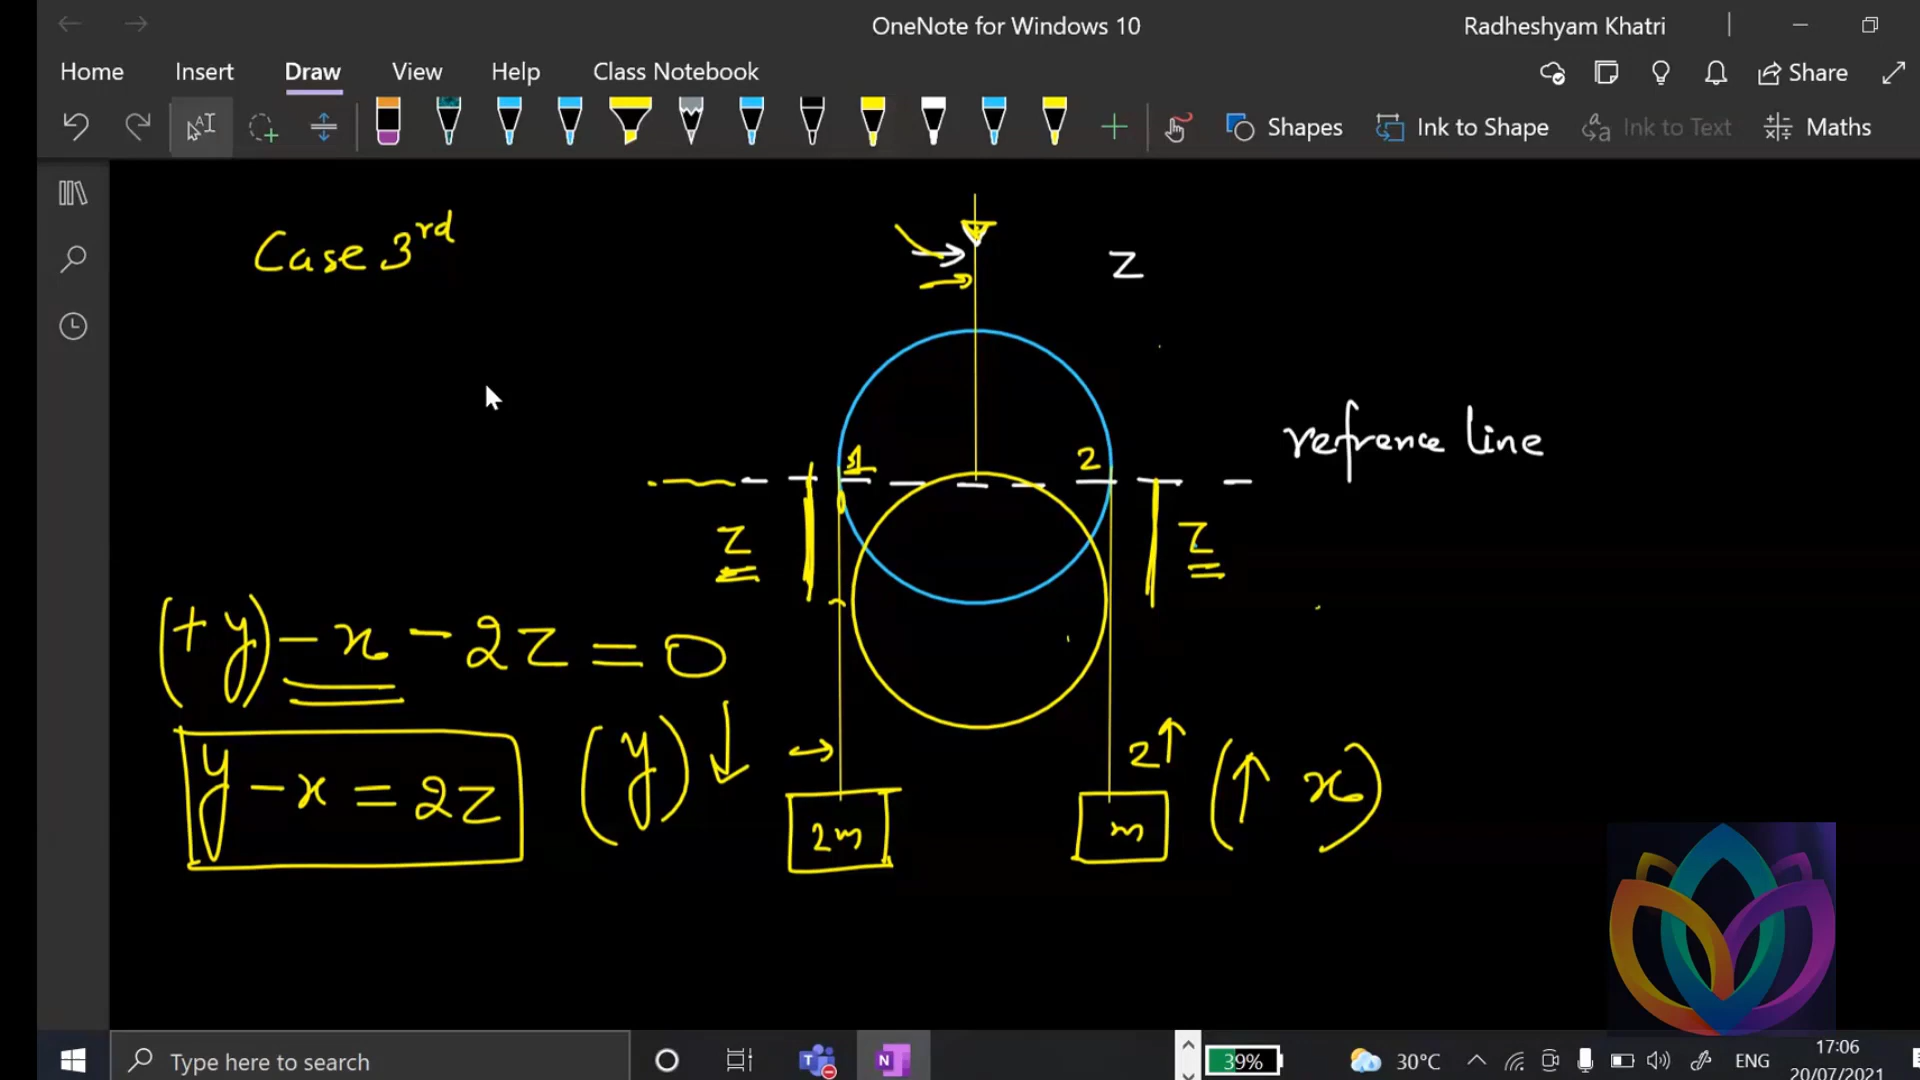 OneNote for Windows 10
Radheshyam Khatri
Home Insert Draw View Help Class Notebook
Share
Shapes
Ink to Shape
Ink to Text
Maths
Case 3rd
Z
refrence line
1
2
Z
Z
(+y) -x - 2z = 0
y - x = 2z
(y) ↓
2↑
(↑ x)
2m
m
Type here to search
39%
30°C
ENG
17:06
20/07/2021